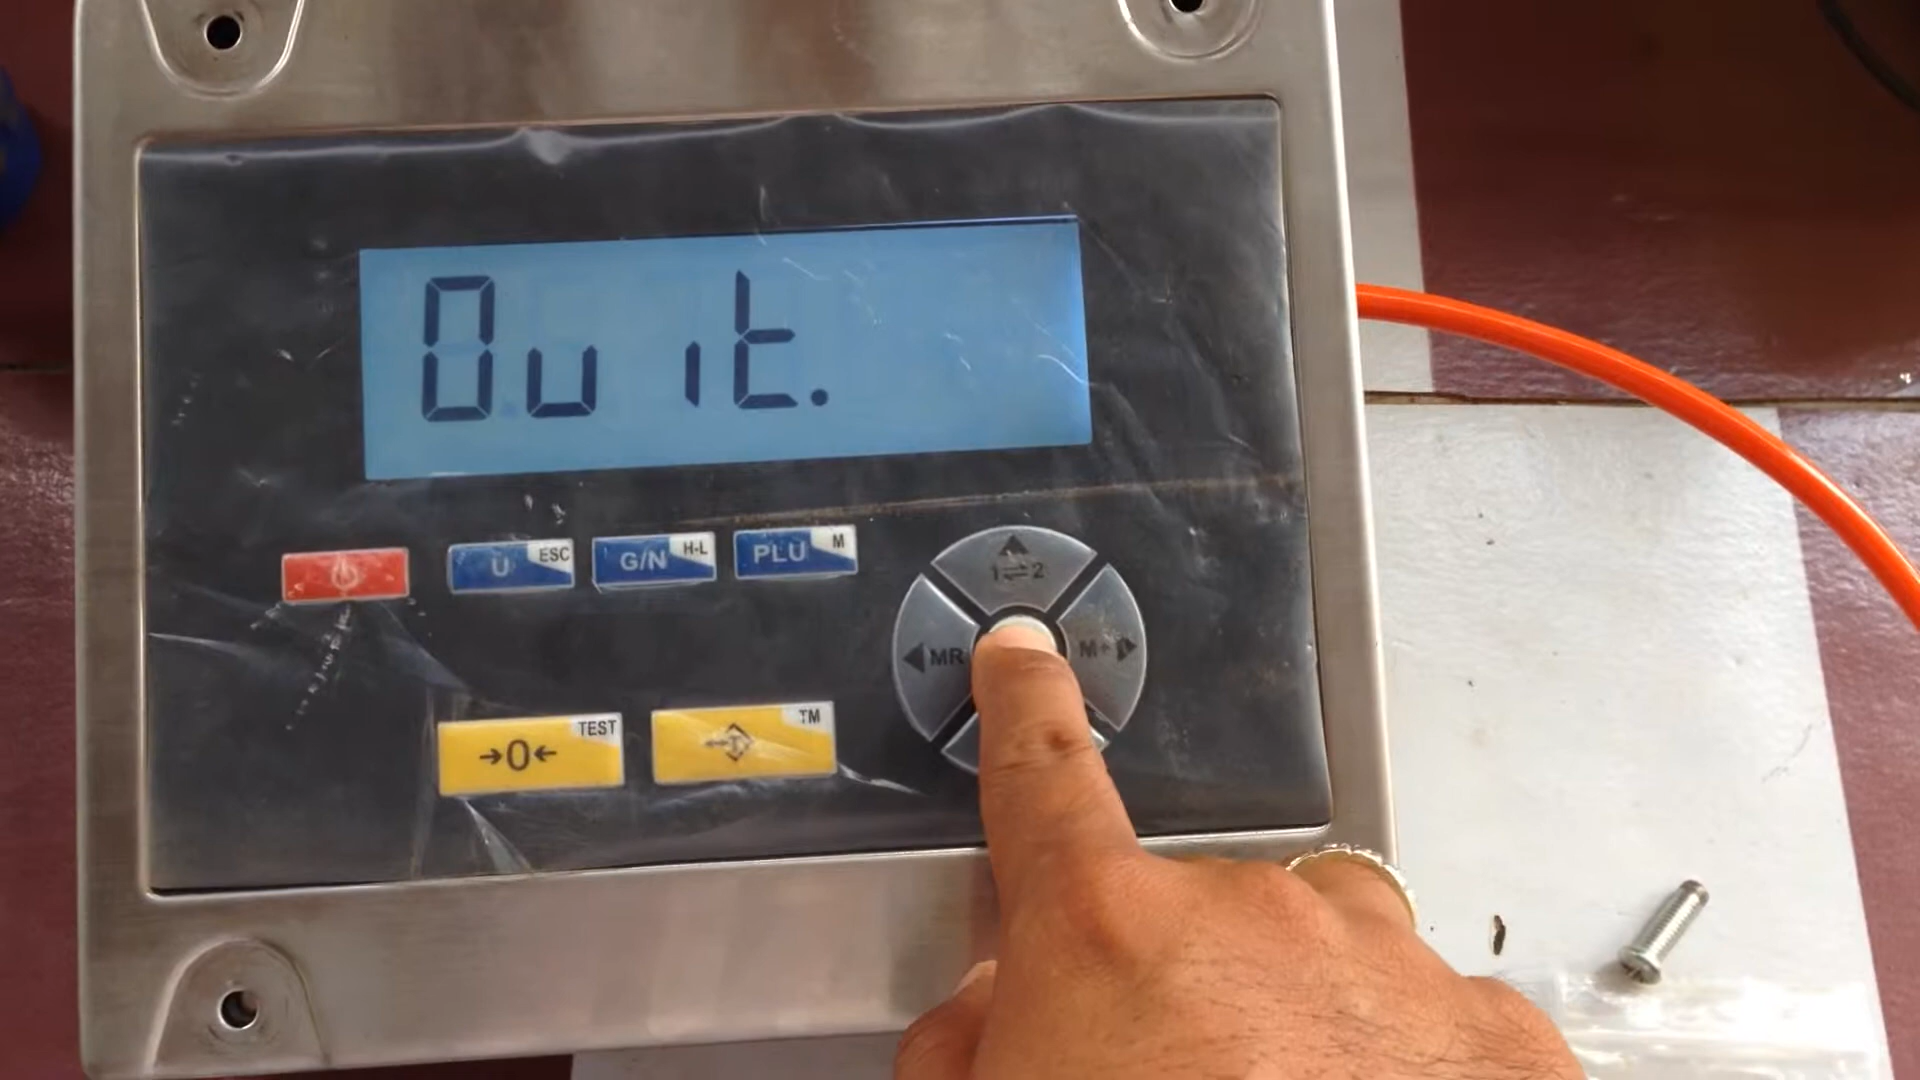 Quit.
U ESC
G/N H-L
PLU M
1⇌2
◀MR
M+▶
→0← TEST
TM